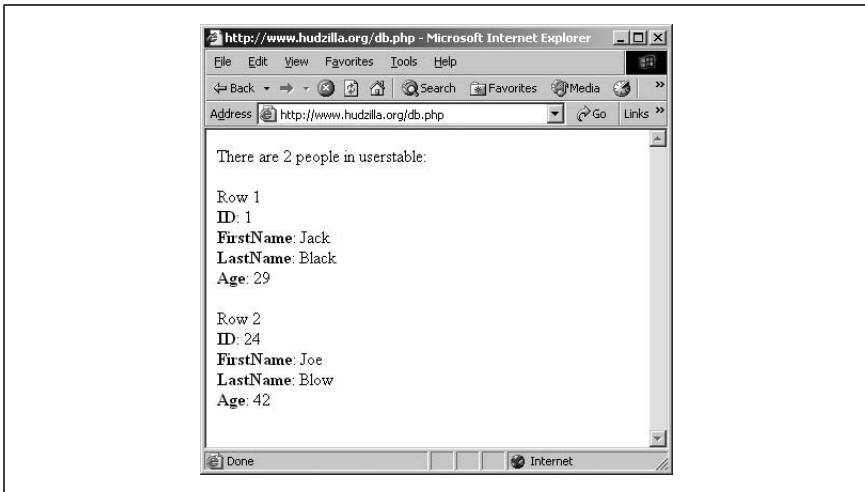 http://www.hudzilla.org/db.php - Microsoft Internet Explorer
File Edit View Favorites Tools Help
Back Search Favorites Media »
Address http://www.hudzilla.org/db.php Go Links »
There are 2 people in userstable:
Row 1
ID: 1
FirstName: Jack
LastName: Black
Age: 29
Row 2
ID: 24
FirstName: Joe
LastName: Blow
Age: 42
Done Internet